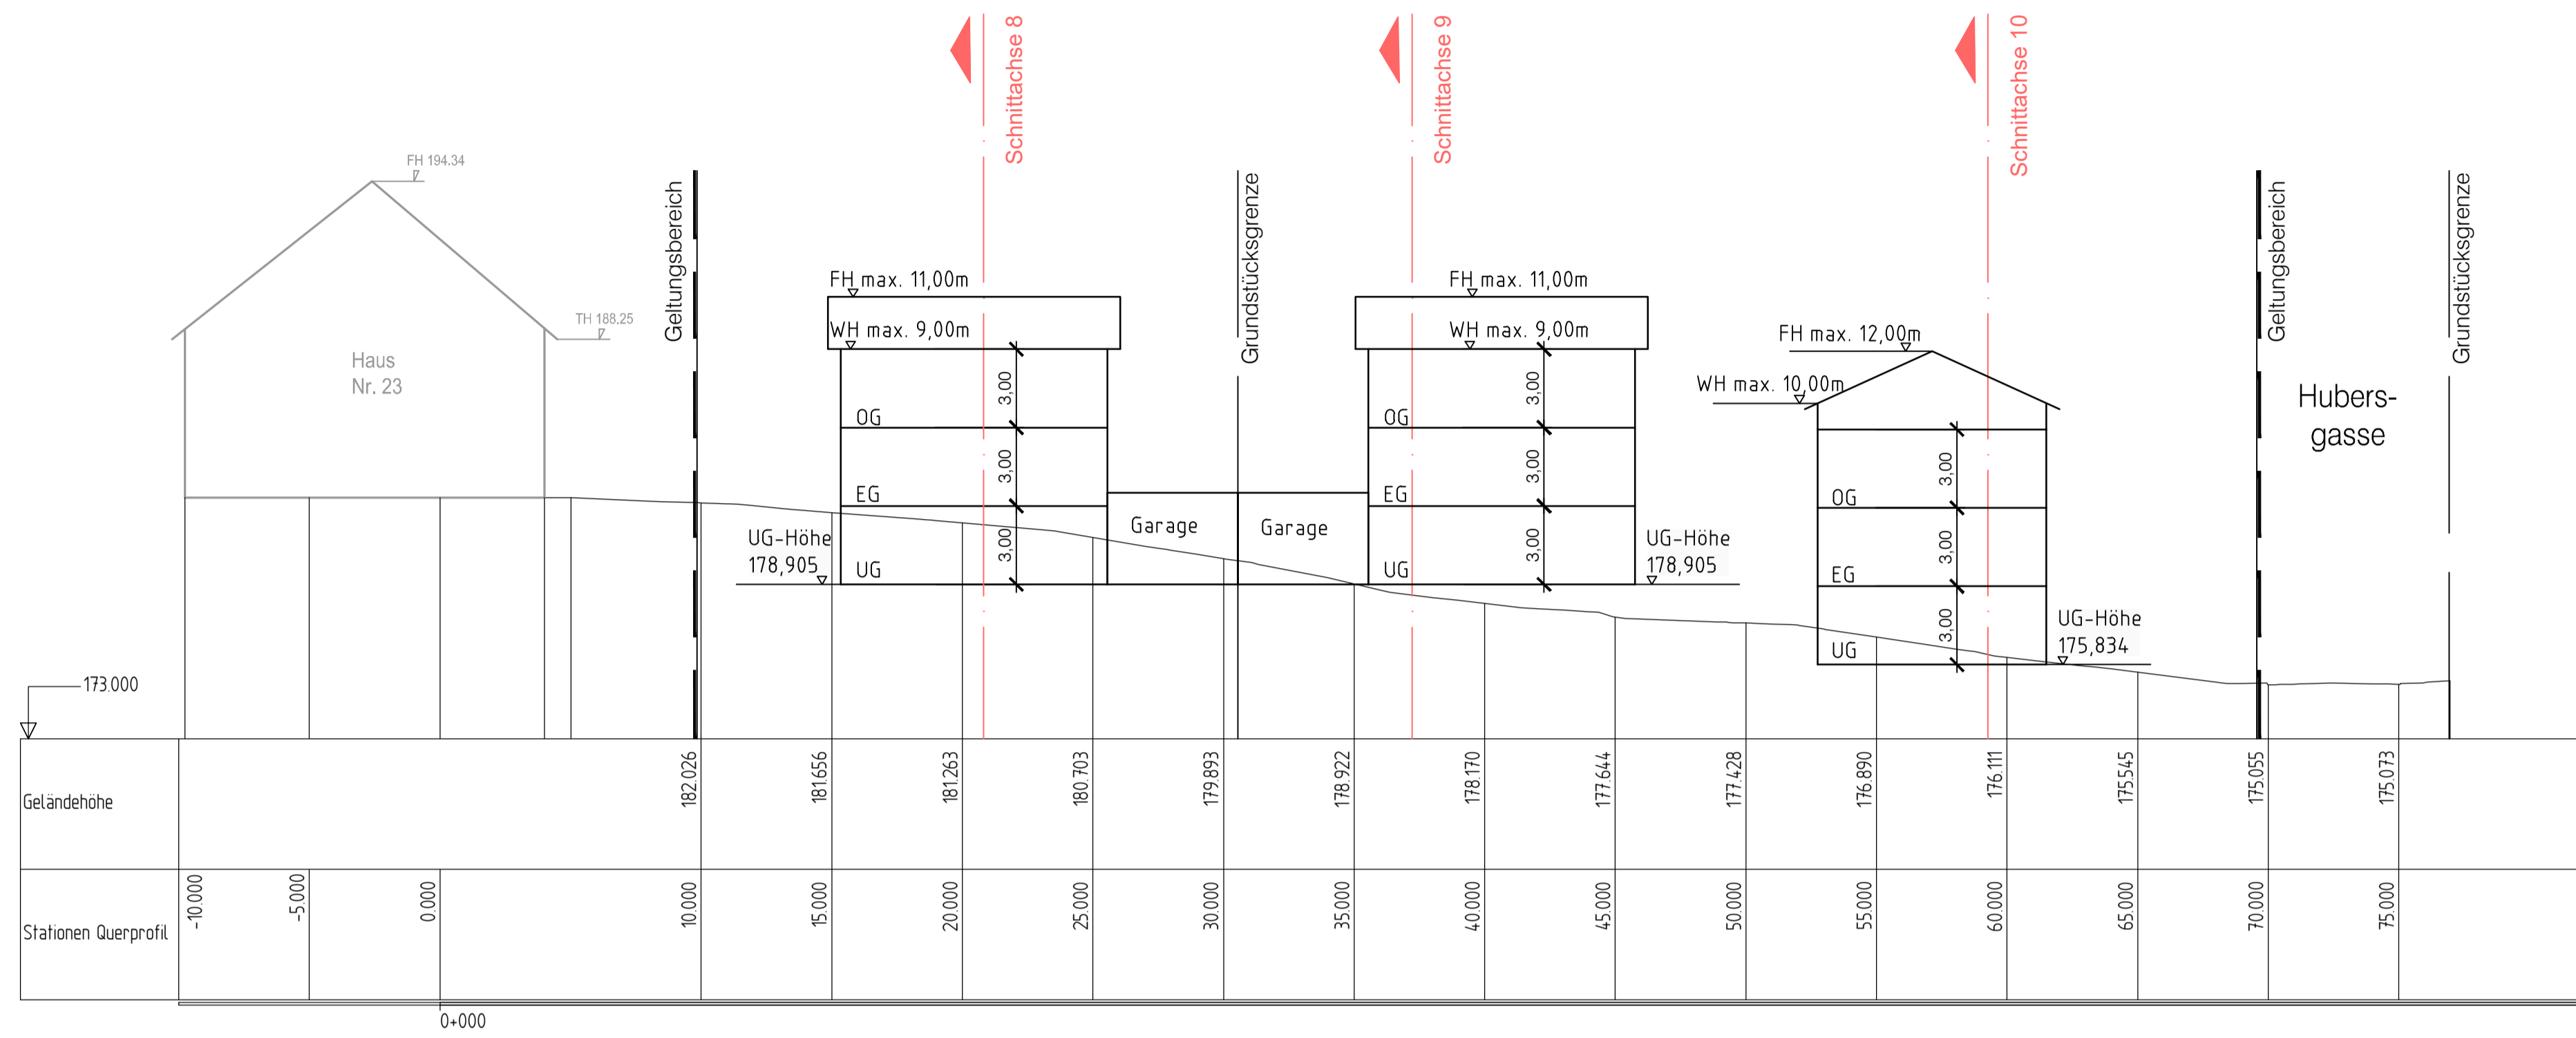 Schnittachse 8
Schnittachse 9
Schnittachse 10
FH 194.34
TH 188.25
Haus
Nr. 23
Geltungsbereich
FH max. 11,00m
WH max. 9,00m
3,00
OG
3,00
EG
3,00
UG
UG-Höhe
178,905
Garage
Grundstücksgrenze
Garage
FH max. 11,00m
WH max. 9,00m
3,00
OG
3,00
EG
3,00
UG
UG-Höhe
178,905
FH max. 12,00m
WH max. 10,00m
3,00
OG
3,00
EG
3,00
UG
UG-Höhe
175,834
Geltungsbereich
Hubers-
gasse
Grundstücksgrenze
173.000
Geländehöhe
182.026
181.656
181.263
180.703
179.893
178.922
178.170
177.644
177.428
176.890
176.111
175.545
175.055
175.073
Stationen Querprofil
-10.000
-5.000
0.000
10.000
15.000
20.000
25.000
30.000
35.000
40.000
45.000
50.000
55.000
60.000
65.000
70.000
75.000
0+000